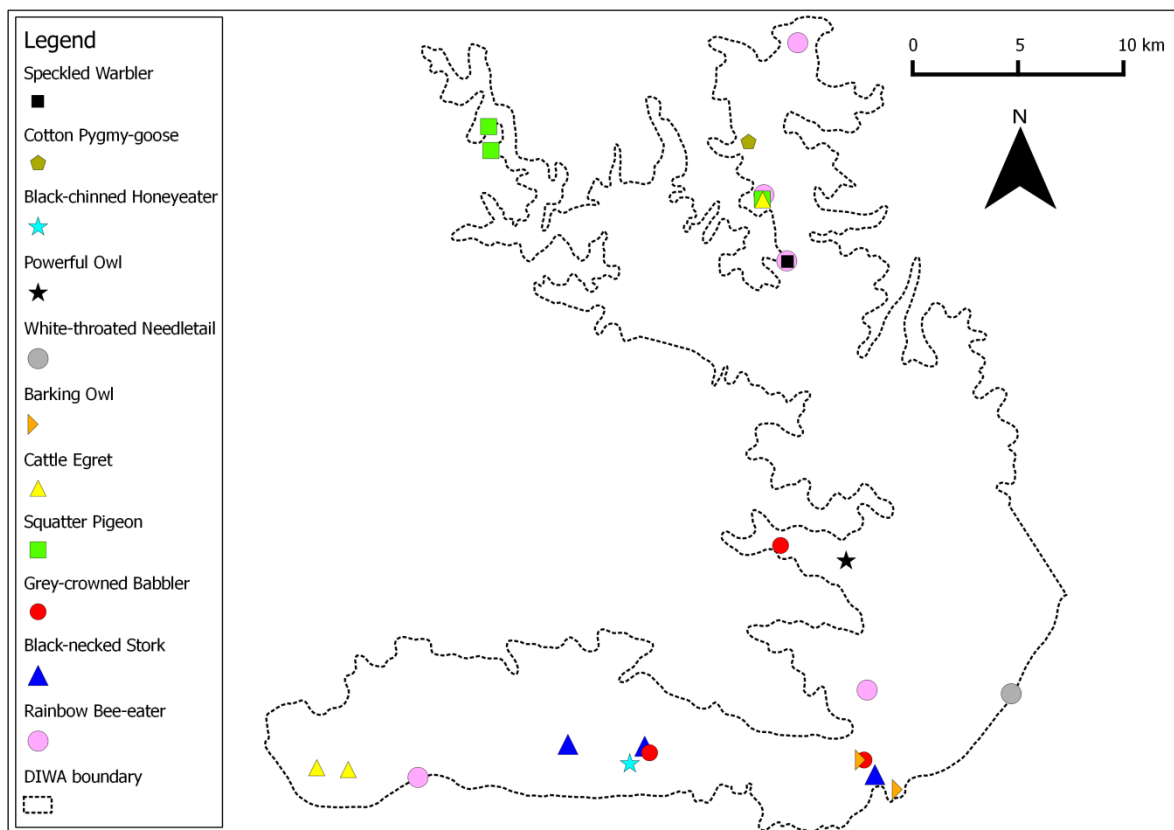 Legend
Speckled Warbler
Cotton Pygmy-goose
Black-chinned Honeyeater
Powerful Owl
White-throated Needletail
Barking Owl
Cattle Egret
Squatter Pigeon
Grey-crowned Babbler
Black-necked Stork
Rainbow Bee-eater
DIWA boundary
0 5 10 km
N